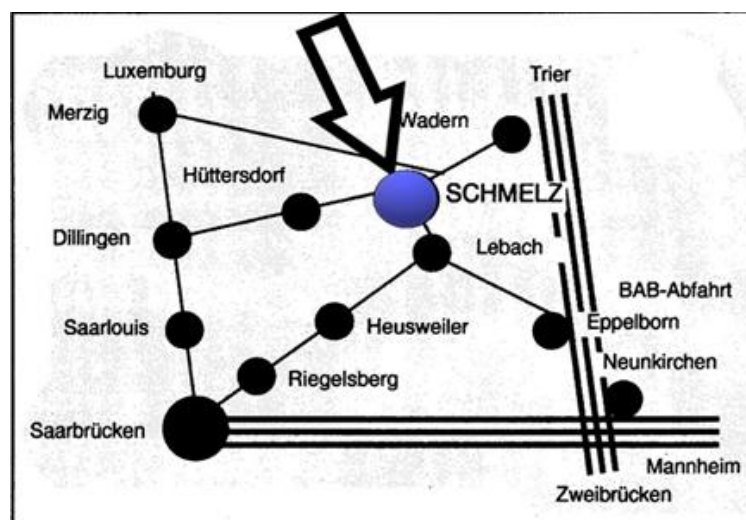 Luxemburg
Trier
Merzig
Wadern
Hüttersdorf
SCHMELZ
Dillingen
Lebach
BAB-Abfahrt
Saarlouis
Heusweiler
Eppelborn
Neunkirchen
Riegelsberg
Saarbrücken
Mannheim
Zweibrücken